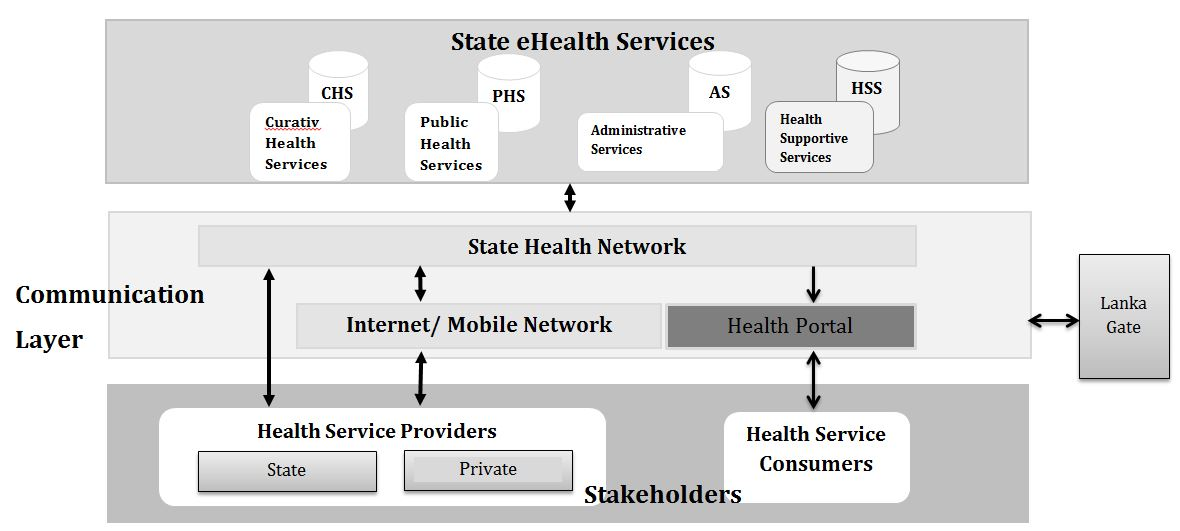 State eHealth Services
CHS
PHS
AS
HSS
Curativ
Health
Services
Public
Health
Services
Administrative
Services
Health
Supportive
Services
State Health Network
Communication
Layer
Internet/ Mobile Network
Health Portal
Lanka
Gate
Health Service Providers
State
Private
Health Service
Consumers
Stakeholders